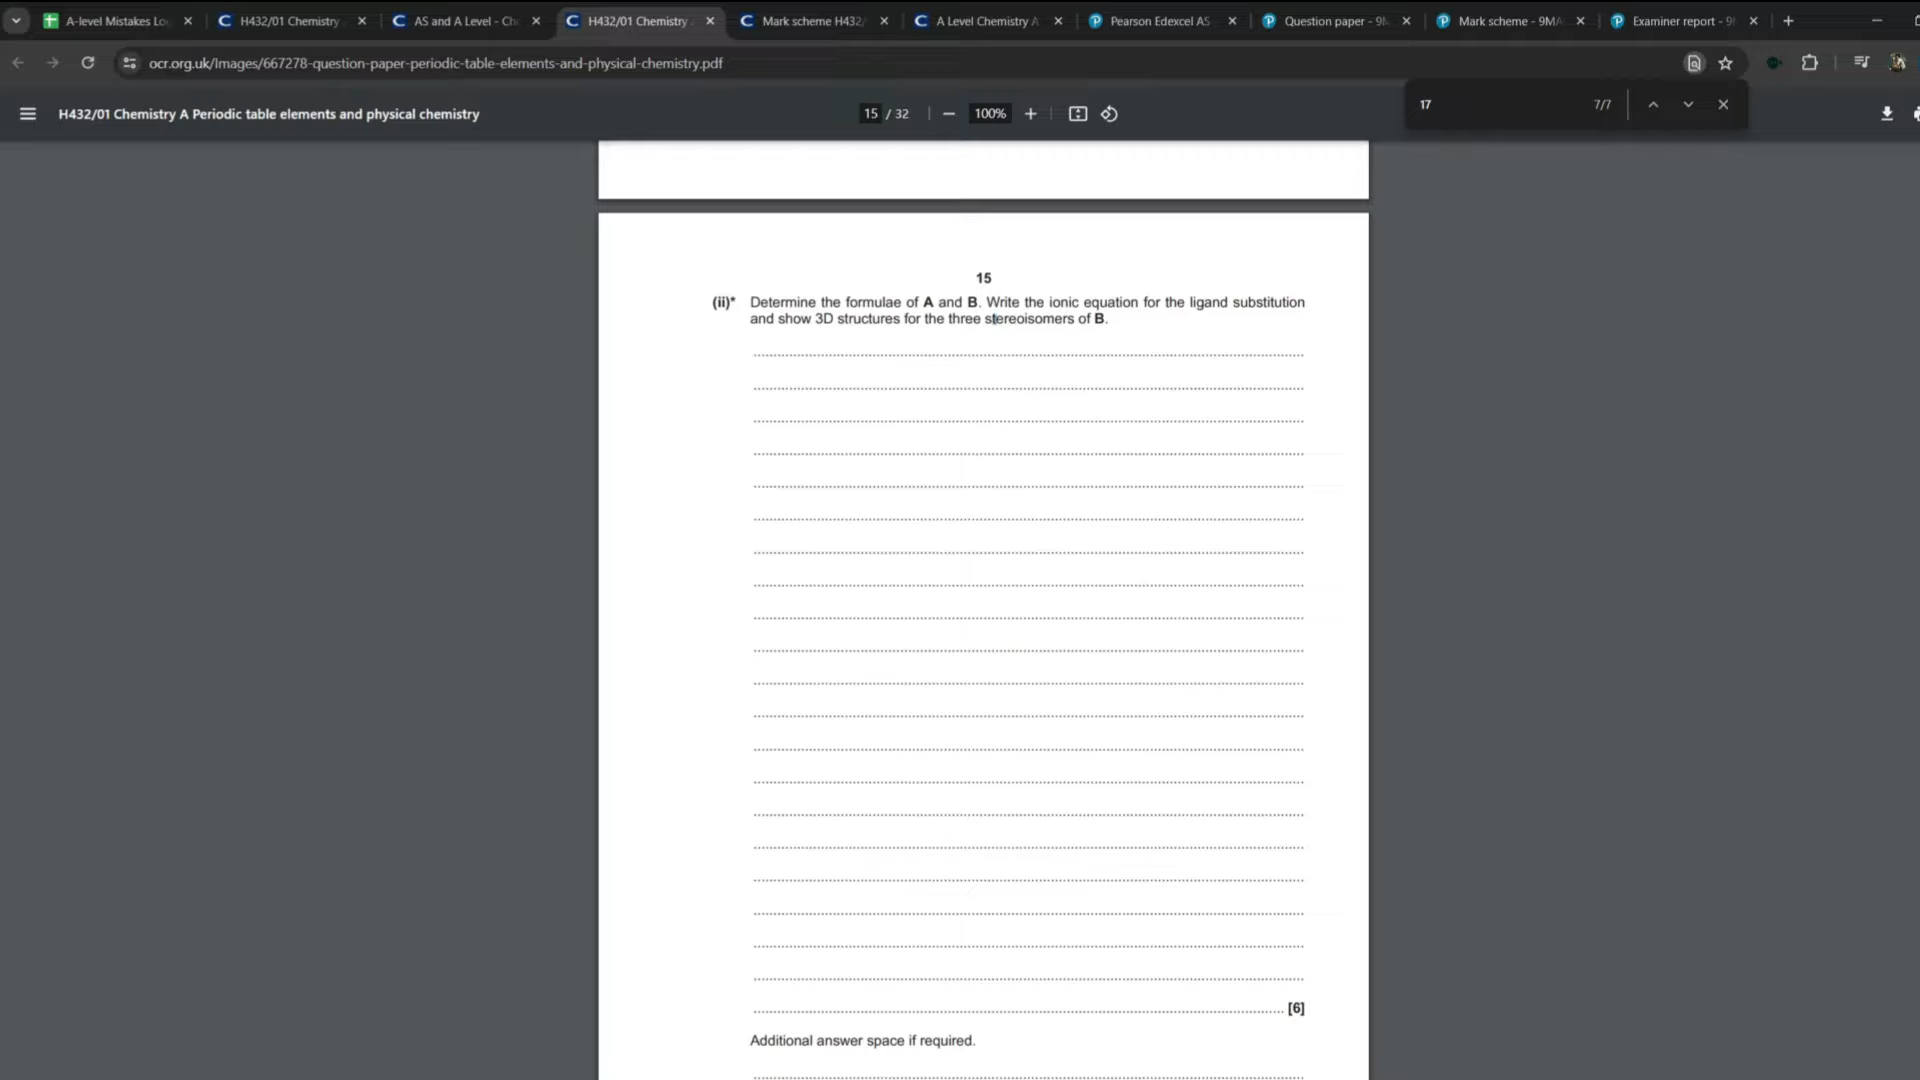 A-level Mistakes Lo
H432/01 Chemistry
AS and A Level - Ch
H432/01 Chemistry
Mark scheme H432/
A Level Chemistry A
Pearson Edexcel AS
Question paper - 9M
Mark scheme - 9MA
Examiner report - 9
ocr.org.uk/Images/667278-question-paper-periodic-table-elements-and-physical-chemistry.pdf
H432/01 Chemistry A Periodic table elements and physical chemistry
15 / 32
100%
17
7/7
15
(ii)* Determine the formulae of A and B. Write the ionic equation for the ligand substitution
and show 3D structures for the three stereoisomers of B.
[6]
Additional answer space if required.